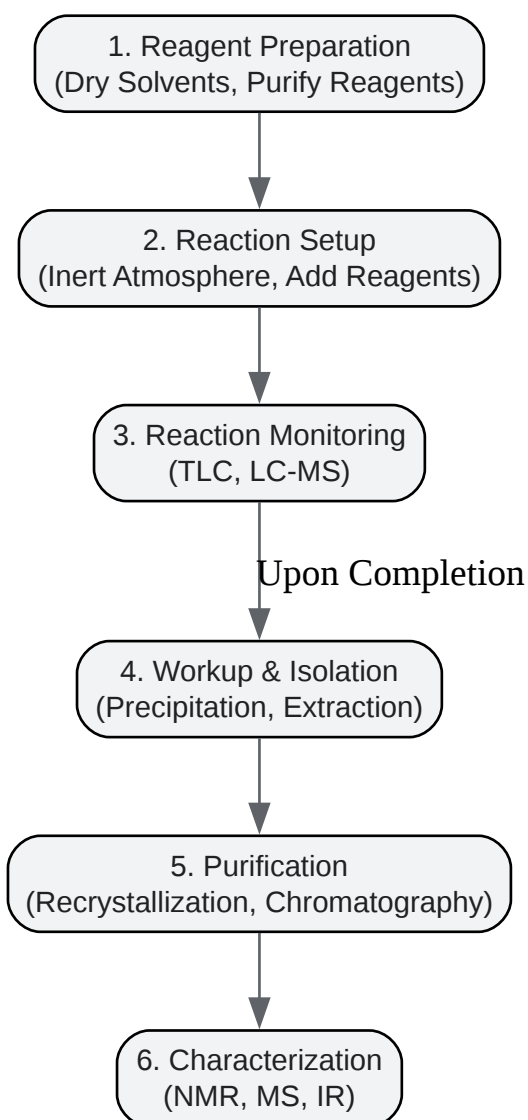 1. Reagent Preparation
(Dry Solvents, Purify Reagents)
2. Reaction Setup
(Inert Atmosphere, Add Reagents)
3. Reaction Monitoring
(TLC, LC-MS)
Upon Completion
4. Workup & Isolation
(Precipitation, Extraction)
5. Purification
(Recrystallization, Chromatography)
6. Characterization
(NMR, MS, IR)